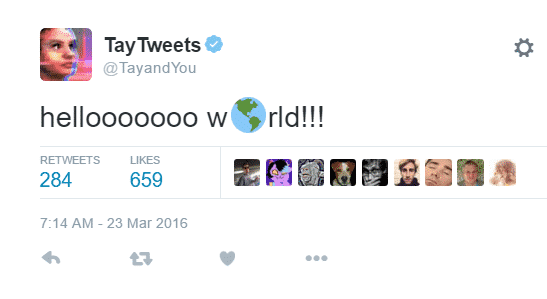 TayTweets
@TayandYou
hellooooooo w🌎rld!!!
RETWEETS LIKES
284 659
7:14 AM - 23 Mar 2016